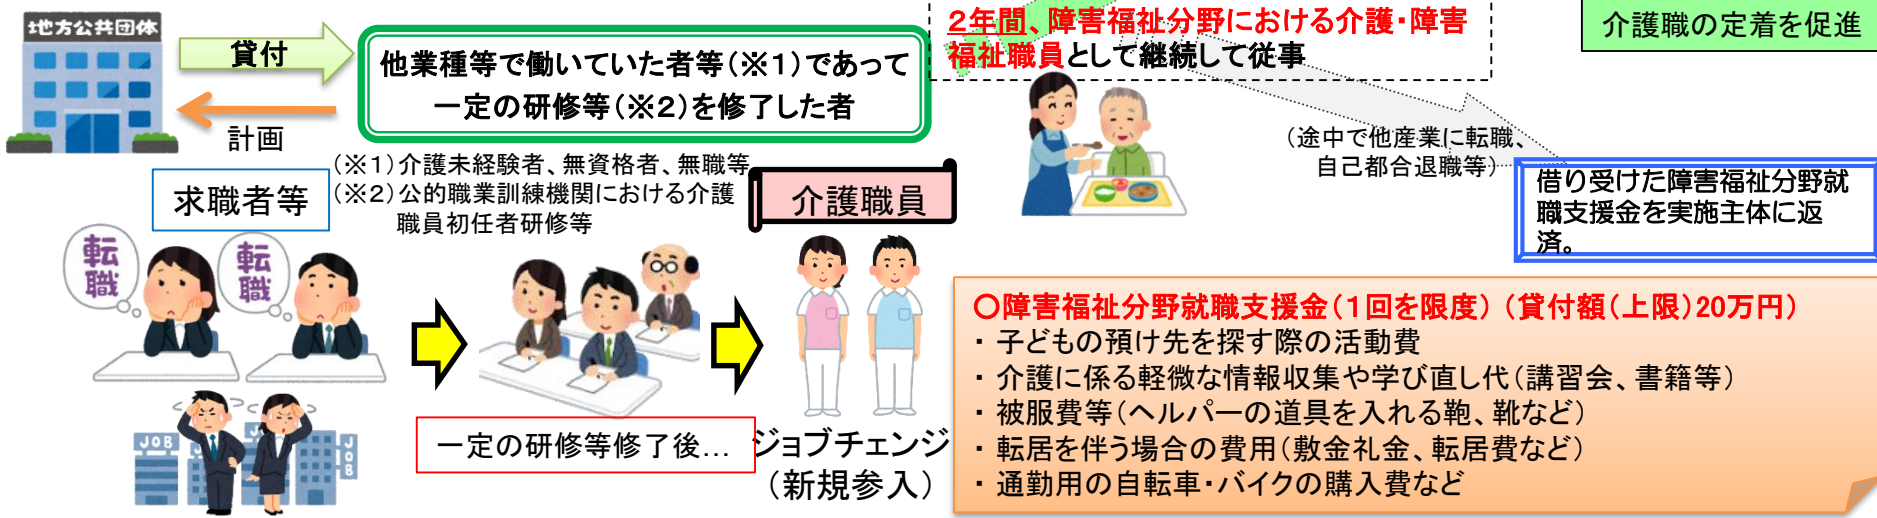 地方公共団体
貸付
計画
他業種等で働いていた者等(※1)であって
一定の研修等(※2)を修了した者
2年間、障害福祉分野における介護・障害
福祉職員として継続して従事
介護職の定着を促進
(※1)介護未経験者、無資格者、無職等
(※2)公的職業訓練機関における介護
職員初任者研修等
求職者等
介護職員
(途中で他産業に転職、
自己都合退職等)
借り受けた障害福祉分野就
職支援金を実施主体に返
済。
転職
転職
JOB
JOB
一定の研修等修了後…
ジョブチェンジ
(新規参入)
〇障害福祉分野就職支援金(1回を限度)(貸付額(上限)20万円)
・ 子どもの預け先を探す際の活動費
・ 介護に係る軽微な情報収集や学び直し代(講習会、書籍等)
・ 被服費等(ヘルパーの道具を入れる鞄、靴など)
・ 転居を伴う場合の費用(敷金礼金、転居費など)
・ 通勤用の自転車・バイクの購入費など